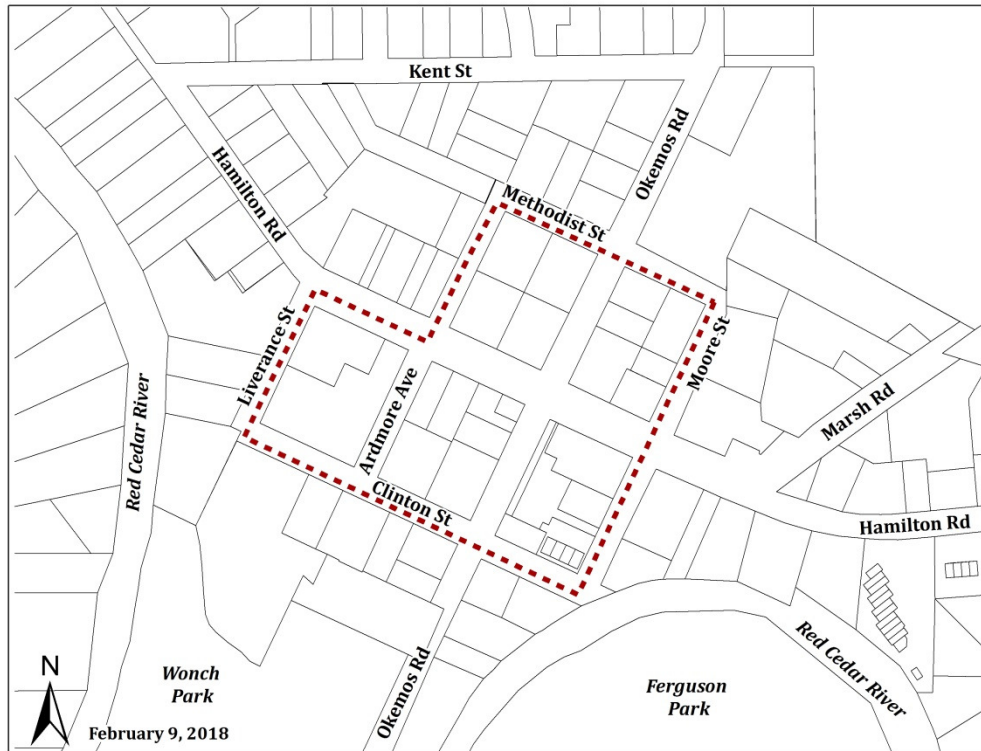 Kent St
Hamilton Rd
Okemos Rd
Methodist St
Liverance St
Moore St
Ardmore Ave
Marsh Rd
Red Cedar River
Clinton St
Hamilton Rd
Red Cedar River
N
Wonch
Park
Ferguson
Park
Okemos Rd
February 9, 2018